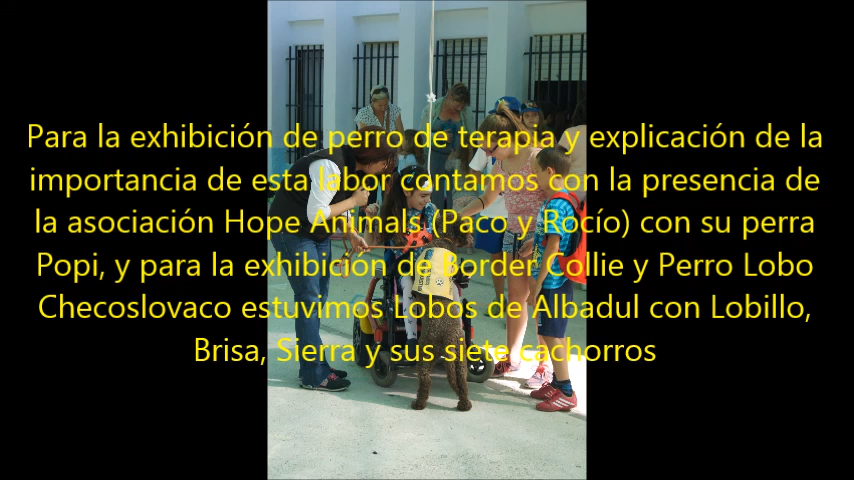 Para la exhibición de perro de terapia y explicación de la
importancia de esta labor contamos con la presencia de
la asociación Hope Animals (Paco y Rocío) con su perra
Popi, y para la exhibición de Border Collie y Perro Lobo
Checoslovaco estuvimos Lobos de Albadul con Lobillo,
Brisa, Sierra y sus siete cachorros